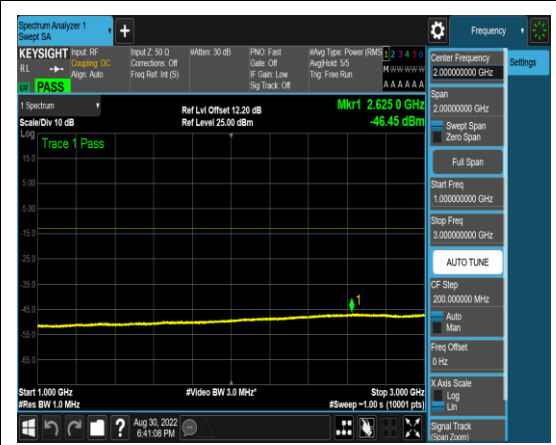 Spectrum Analyzer 1
Swept SA
Frequency
KEYSIGHT
RL
Input: RF
Coupling: DC
Align: Auto
Input Z: 50 Ω
Corrections: Off
Freq Ref: Int (S)
#Atten: 30 dB
PNO: Fast
Gate: Off
IF Gain: Low
Sig Track: Off
#Avg Type: Power (RMS
Avg|Hold: 5/5
Trig: Free Run
1 2 3 4 5 6
M W W W W W
A A A A A A
PASS
1 Spectrum
Scale/Div 10 dB
Ref Lvl Offset 12.20 dB
Ref Level 25.00 dBm
Mkr1 2.625 0 GHz
-46.45 dBm
Log
Trace 1 Pass
15.0
5.00
-5.00
-15.0
-25.0
-35.0
-45.0
-55.0
-65.0
1
Start 1.000 GHz
#Res BW 1.0 MHz
#Video BW 3.0 MHz*
Stop 3.000 GHz
#Sweep ~1.00 s (10001 pts)
Aug 30, 2022
6:41:08 PM
?
Center Frequency
2.000000000 GHz
Settings
Span
2.00000000 GHz
Swept Span
Zero Span
Full Span
Start Freq
1.000000000 GHz
Stop Freq
3.000000000 GHz
AUTO TUNE
CF Step
200.000000 MHz
Auto
Man
Freq Offset
0 Hz
X Axis Scale
Log
Lin
Signal Track
(Span Zoom)